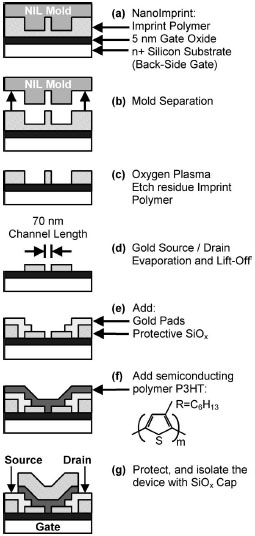 NIL Mold
(a) NanoImprint:
Imprint Polymer
5 nm Gate Oxide
n+ Silicon Substrate
(Back-Side Gate)
NIL Mold
(b) Mold Separation
(c) Oxygen Plasma
Etch residue Imprint
Polymer
70 nm
Channel Length
(d) Gold Source / Drain
Evaporation and Lift-Off
(e) Add:
Gold Pads
Protective SiOₓ
(f) Add semiconducting
polymer P3HT:
R=C₆H₁₃
S
m
Source Drain
(g) Protect, and isolate the
device with SiOₓ Cap
Gate